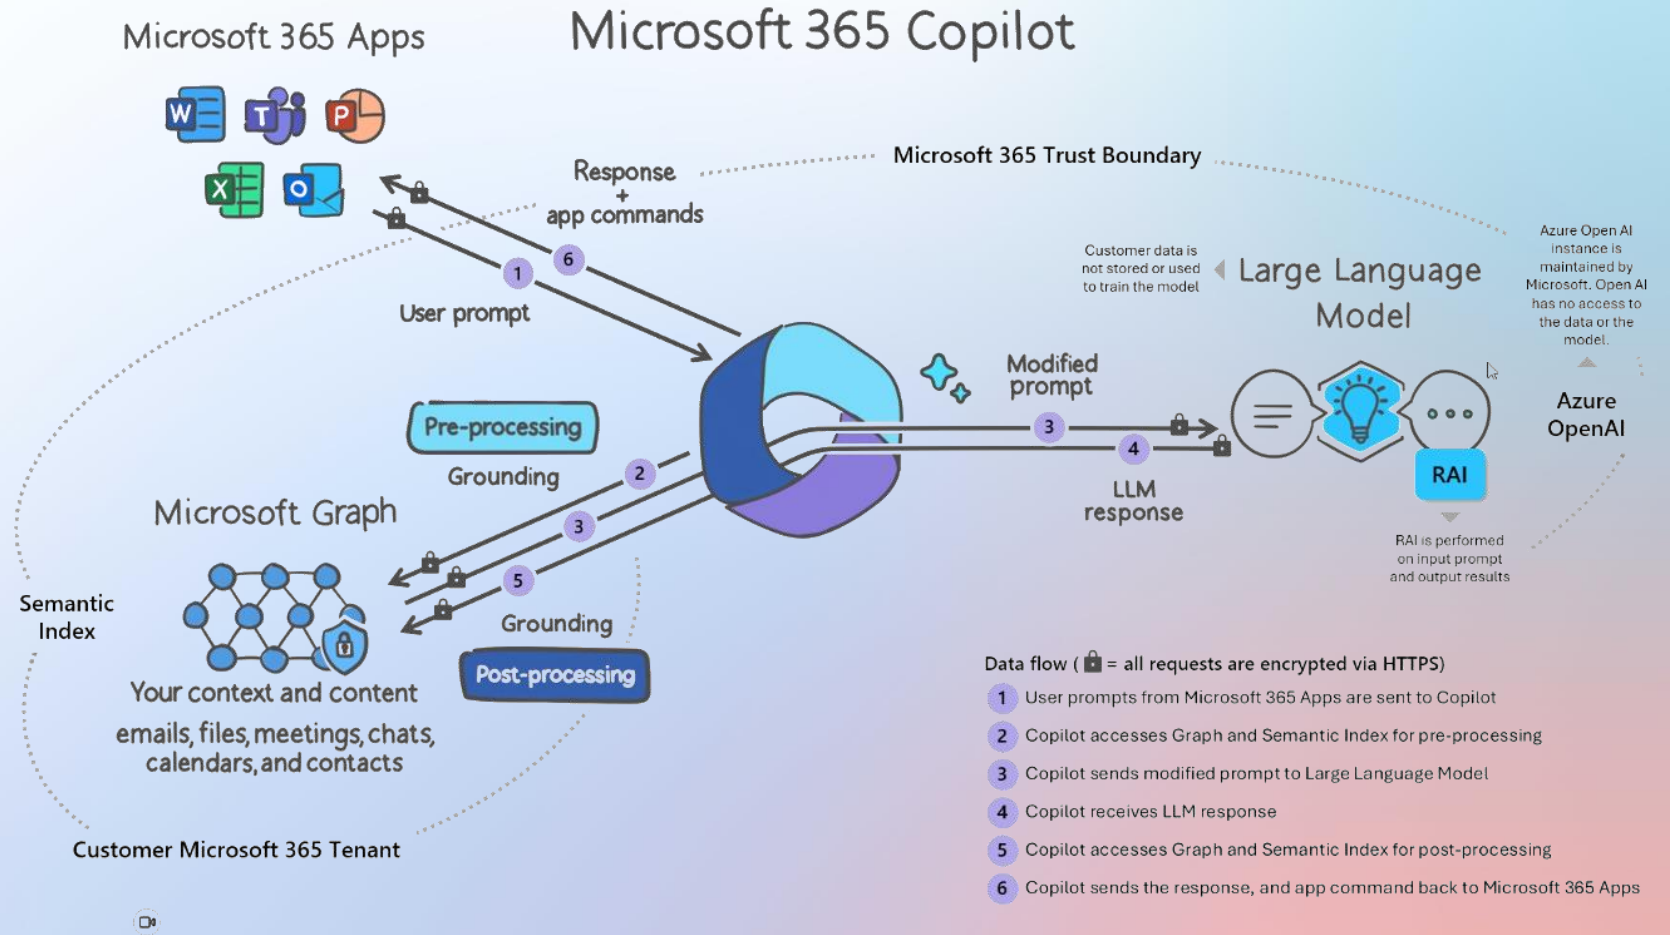 Microsoft 365 Copilot
Microsoft 365 Apps
W
T
P
X
O
Response
+
app commands
Microsoft 365 Trust Boundary
1
6
User prompt
Customer data is
not stored or used
to train the model
Large Language
Model
Azure Open AI
instance is
maintained by
Microsoft. Open AI
has no access to
the data or the
model.
Azure
OpenAI
Modified
prompt
3
4
LLM
response
RAI
RAI is performed
on input prompt
and output results
Pre-processing
Grounding
2
3
5
Grounding
Post-processing
Microsoft Graph
Semantic
Index
Your context and content
emails, files, meetings, chats,
calendars, and contacts
Customer Microsoft 365 Tenant
Data flow ( = all requests are encrypted via HTTPS)
1 User prompts from Microsoft 365 Apps are sent to Copilot
2 Copilot accesses Graph and Semantic Index for pre-processing
3 Copilot sends modified prompt to Large Language Model
4 Copilot receives LLM response
5 Copilot accesses Graph and Semantic Index for post-processing
6 Copilot sends the response, and app command back to Microsoft 365 Apps